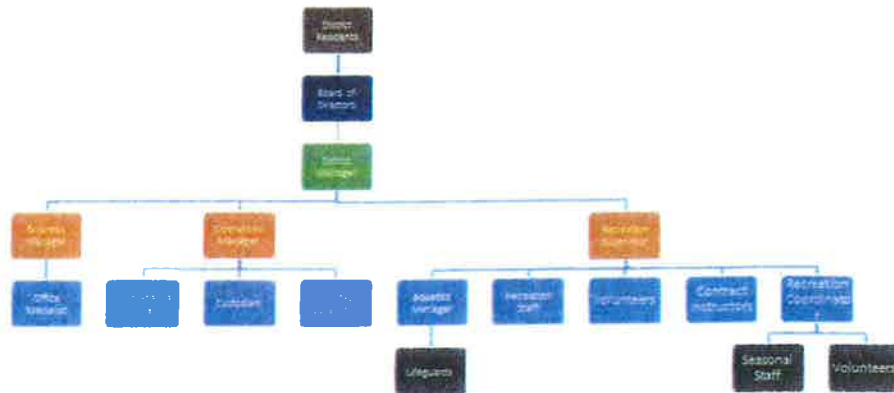 District
Residents
Board of
Directors
District
Manager
Business
Manager
Operations
Manager
Recreation
Supervisor
Office
Specialist
Custodian
Aquatics
Manager
Recreation
Staff
Volunteers
Contract
Instructors
Recreation
Coordinator
Lifeguards
Seasonal
Staff
Volunteers